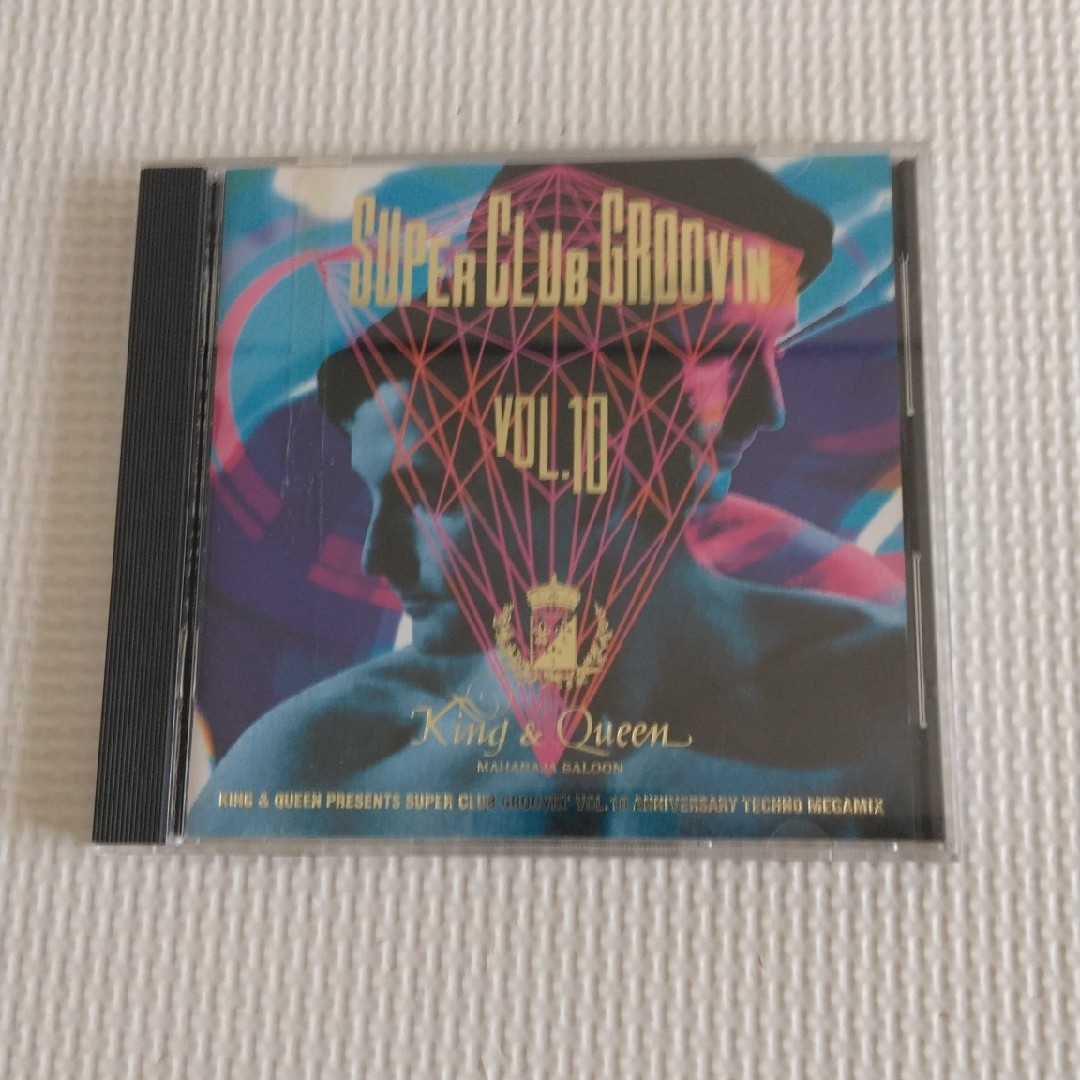 SUPER CLUB GROOVIN
VOL.10
King & Queen
MAHARAJA SALOON
KING & QUEEN PRESENTS SUPER CLUB GROOVIN' VOL.10 ANNIVERSARY TECHNO MEGAMIX